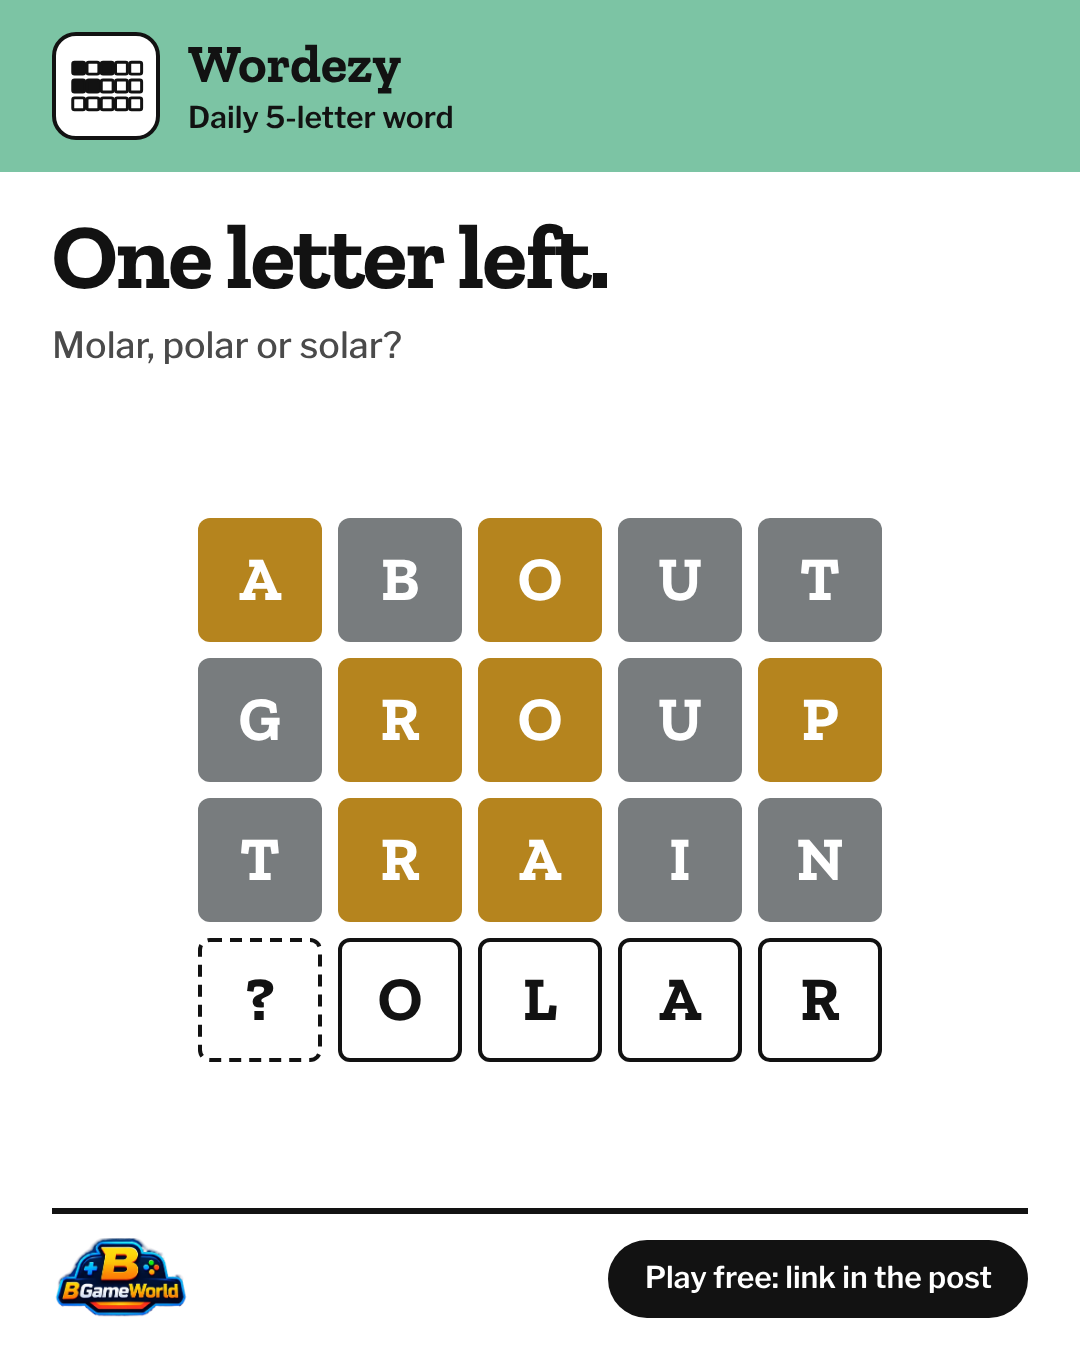 Wordezy
Daily 5-letter word
One letter left.
Molar, polar or solar?
A B O U T
G R O U P
T R A I N
? O L A R
B
BGameWorld
Play free: link in the post